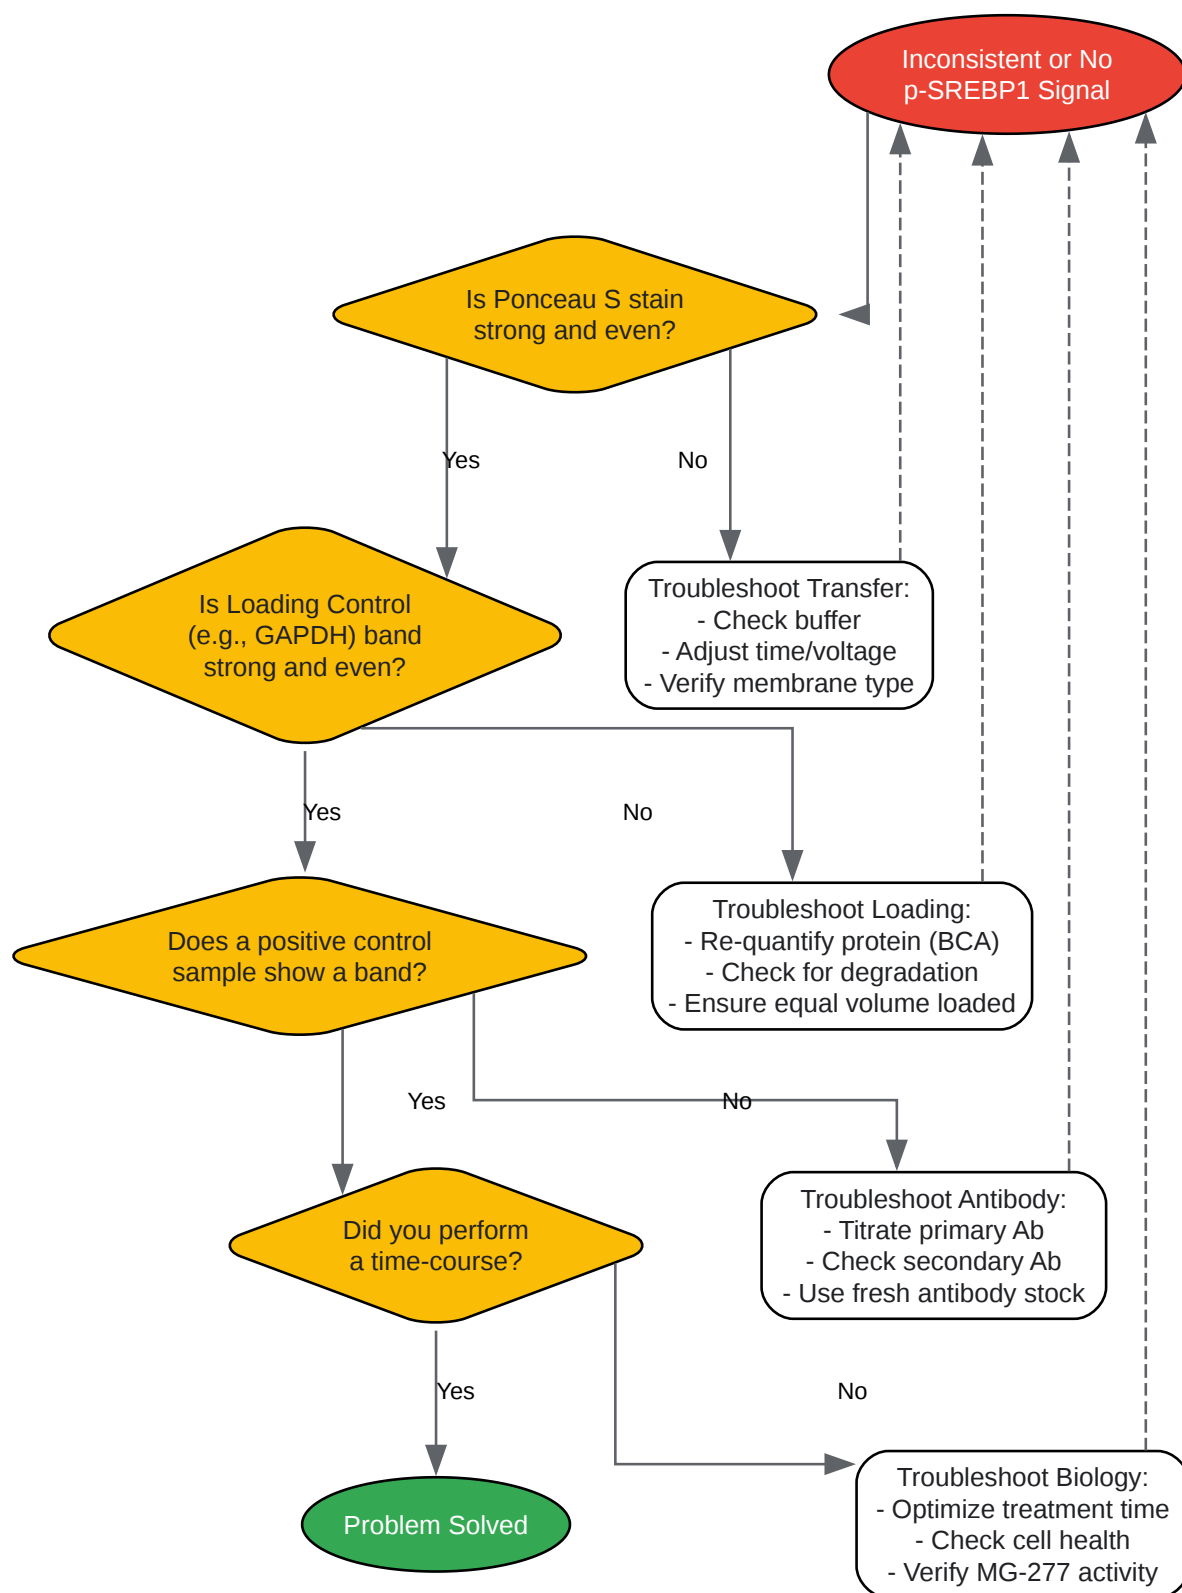 Inconsistent or No
p-SREBP1 Signal
Is Ponceau S stain
strong and even?
Yes
No
Is Loading Control
(e.g., GAPDH) band
strong and even?
Troubleshoot Transfer:
- Check buffer
- Adjust time/voltage
- Verify membrane type
Yes
No
Does a positive control
sample show a band?
Troubleshoot Loading:
- Re-quantify protein (BCA)
- Check for degradation
- Ensure equal volume loaded
Yes
No
Did you perform
a time-course?
Troubleshoot Antibody:
- Titrate primary Ab
- Check secondary Ab
- Use fresh antibody stock
Yes
No
Problem Solved
Troubleshoot Biology:
- Optimize treatment time
- Check cell health
- Verify MG-277 activity